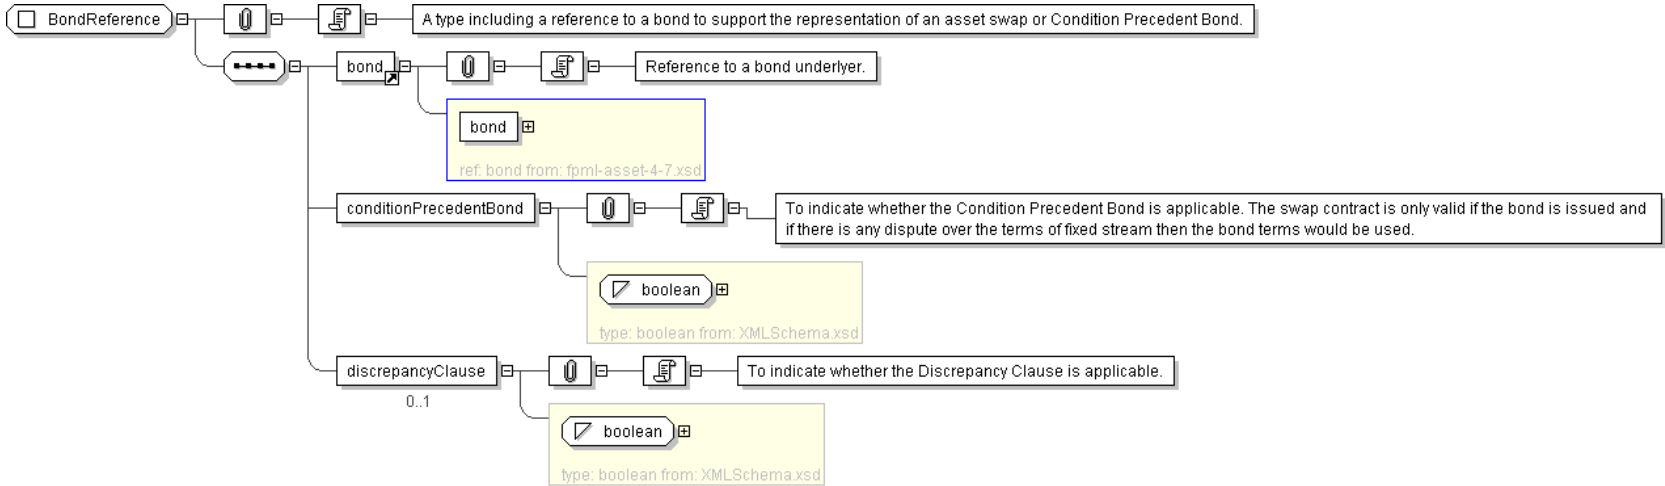 BondReference
A type including a reference to a bond to support the representation of an asset swap or Condition Precedent Bond.
bond
Reference to a bond underlyer.
bond
ref: bond from: fpml-asset-4-7.xsd
conditionPrecedentBond
To indicate whether the Condition Precedent Bond is applicable. The swap contract is only valid if the bond is issued and
if there is any dispute over the terms of fixed stream then the bond terms would be used.
boolean
type: boolean from: XMLSchema.xsd
discrepancyClause
To indicate whether the Discrepancy Clause is applicable.
0..1
boolean
type: boolean from: XMLSchema.xsd